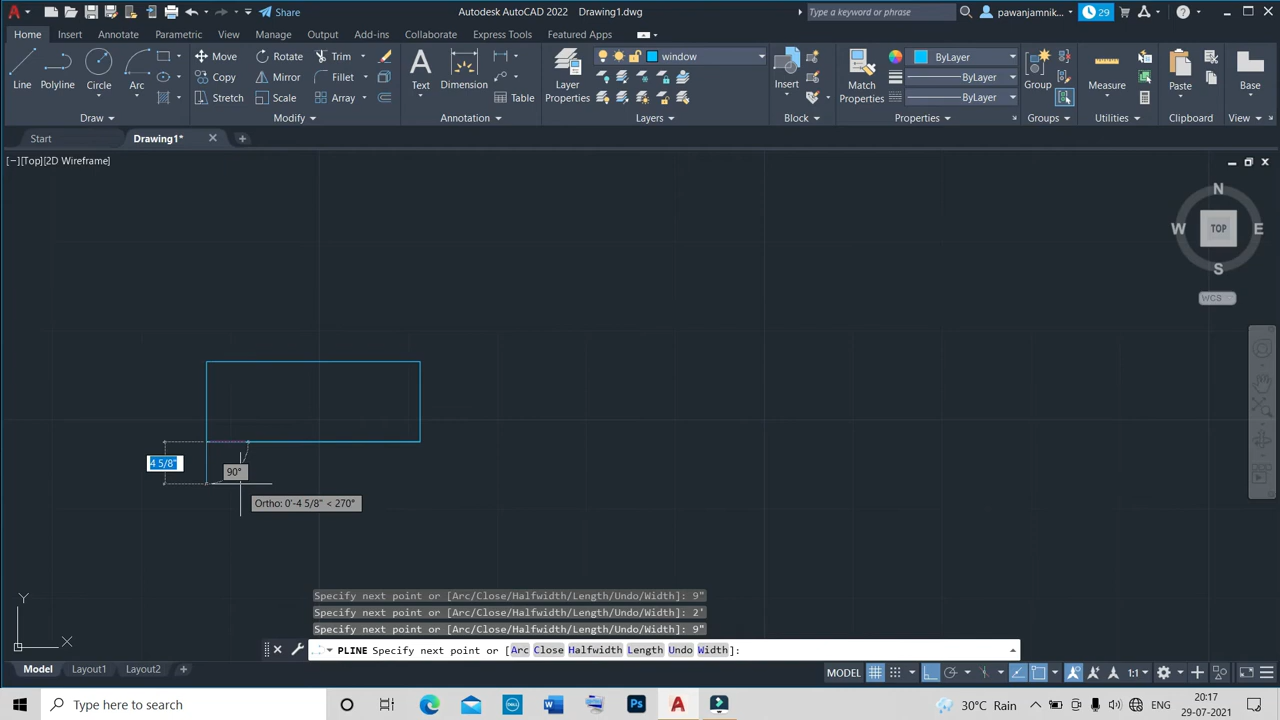 Autodesk AutoCAD 2022 Drawing1.dwg
Share
Type a keyword or phrase
pawanjamnik...
29
Home Insert Annotate Parametric View Manage Output Add-ins Collaborate Express Tools Featured Apps
Line Polyline Circle Arc
Move Rotate Trim
Copy Mirror Fillet
Stretch Scale Array
Text Dimension
Table
Layer Properties
window
Insert
Match Properties
ByLayer
ByLayer
ByLayer
Group
Measure
Paste
Base
Draw Modify Annotation Layers Block Properties Groups Utilities Clipboard View
Start Drawing1*
[−][Top][2D Wireframe]
N
W TOP E
S
WCS
4 5/8"
90°
Ortho: 0'-4 5/8" < 270°
Specify next point or [Arc/Close/Halfwidth/Length/Undo/Width]: 9"
Specify next point or [Arc/Close/Halfwidth/Length/Undo/Width]: 2'
Specify next point or [Arc/Close/Halfwidth/Length/Undo/Width]: 9"
PLINE Specify next point or [Arc Close Halfwidth Length Undo Width]:
Y
X
Model Layout1 Layout2
MODEL
1:1
Type here to search
30°C Rain
ENG
20:17
29-07-2021